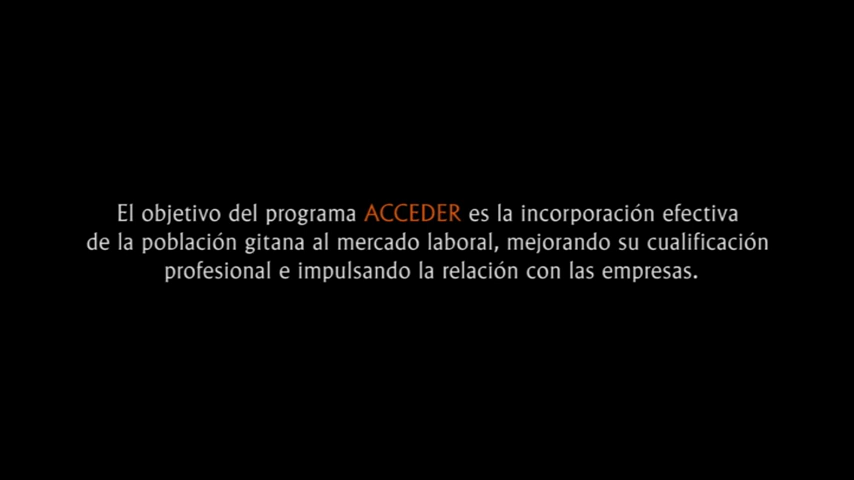 El objetivo del programa ACCEDER es la incorporación efectiva
de la población gitana al mercado laboral, mejorando su cualificación
profesional e impulsando la relación con las empresas.